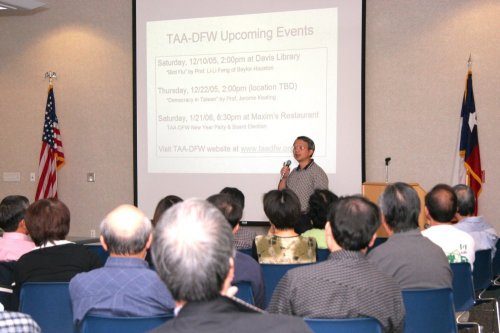 TAA-DFW Upcoming Events
Saturday, 12/10/05, 2:00pm at Davis Library
"Bird Flu" by Prof. Li-Li Feng of Baylor Houston
Thursday, 12/22/05, 2:00pm (location TBD)
"Democracy in Taiwan" by Prof. Jerome Keating
Saturday, 1/21/06, 6:30pm at Maxim's Restaurant
TAA-DFW New Year Party & Board Election
Visit TAA-DFW website at www.taadfw.org